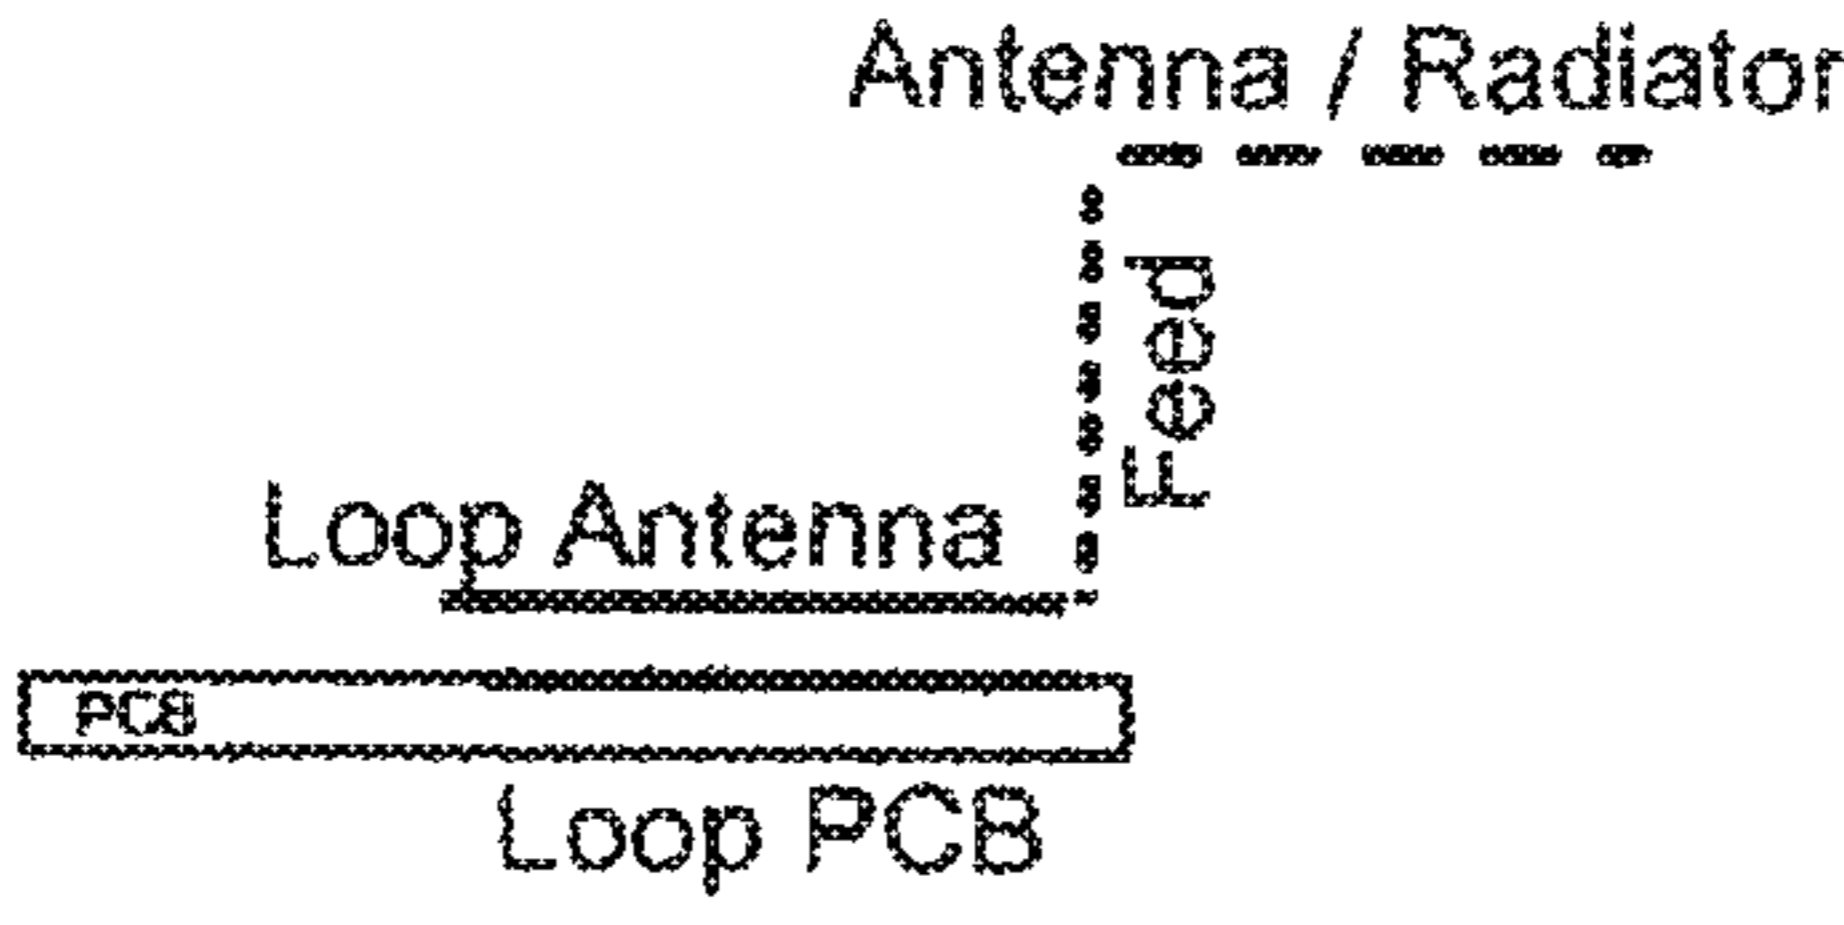 Antenna / Radiator
Feed
Loop Antenna
PCB
Loop PCB